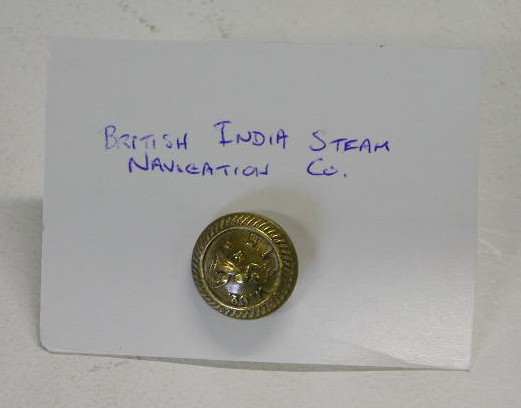 BRITISH INDIA STEAM
NAVIGATION CO.